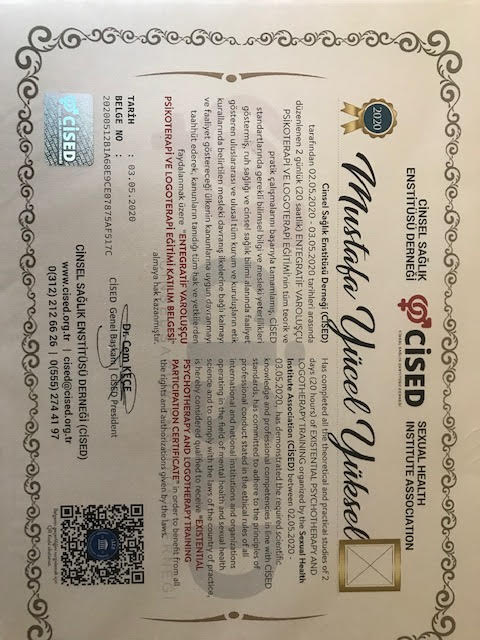 CİNSEL SAĞLIK
ENSTİTÜSÜ DERNEĞİ
CİSED
CİNSEL SAĞLIK ENSTİTÜSÜ DERNEĞİ
SEXUAL HEALTH
INSTITUTE ASSOCIATION
2020
Mustafa Yücel Yüksel
Cinsel Sağlık Enstitüsü Derneği (CİSED)
tarafından 02.05.2020 - 03.05.2020 tarihleri arasında
düzenlenen 2 günlük (20 saatlik) ENTEGRATİF VAROLUŞÇU
PSİKOTERAPİ VE LOGOTERAPİ EĞİTİMİ'nin tüm teorik ve
pratik çalışmalarını başarıyla tamamlamış, CİSED
standartlarında gerekli bilimsel bilgi ve mesleki yeterlilikleri
göstermiş, ruh sağlığı ve cinsel sağlık bilimi alanında faaliyet
gösteren uluslararası ve ulusal tüm kurum ve kuruluşların etik
kurallarında belirtilen mesleki davranış ilkelerine bağlı kalmayı
ve faaliyet göstereceği ülkenin kanunlarına uygun davranmayı
taahhüt ederek, kanunların tanıdığı tüm hak ve yetkilerden
faydalanmak üzere "ENTEGRATİF VAROLUŞÇU
PSİKOTERAPİ VE LOGOTERAPİ EĞİTİMİ KATILIM BELGESİ"
almaya hak kazanmıştır.
Has completed all the theoretical and practical studies of 2
days (20 hours) of EXISTENTIAL PSYCHOTHERAPY AND
LOGOTHERAPY TRAINING organized by the Sexual Health
Institute Association (CİSED) between 02.05.2020 -
03.05.2020, has demonstrated the required scientific
knowledge and professional competencies in line with CİSED
standards, has committed to adhere to the principles of
professional conduct stated in the ethical rules of all
international and national institutions and organizations
operating in the field of mental health and sexual health
science and to comply with the laws of the country of practice,
is hereby considered qualified to receive "EXISTENTIAL
PSYCHOTHERAPY AND LOGOTHERAPY TRAINING
PARTICIPATION CERTIFICATE" in order to benefit from all
the rights and authorizations given by the laws.
TARİH : 03.05.2020
BELGE NO : 
CİSED
Dr. Cem KEÇE
CİSED Genel Başkanı | CİSED President
CİNSEL SAĞLIK ENSTİTÜSÜ DERNEĞİ (CİSED)
www.cised.org.tr | cised@cised.org.tr
0(312) 212 66 26 | 0(555) 274 41 97